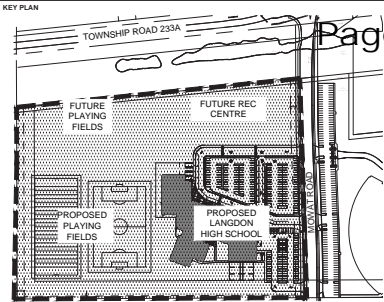 KEY PLAN
TOWNSHIP ROAD 233A
Pag
FUTURE
PLAYING
FIELDS
FUTURE REC
CENTRE
PROPOSED
PLAYING
FIELDS
PROPOSED
LANGDON
HIGH SCHOOL
MOWAT ROAD